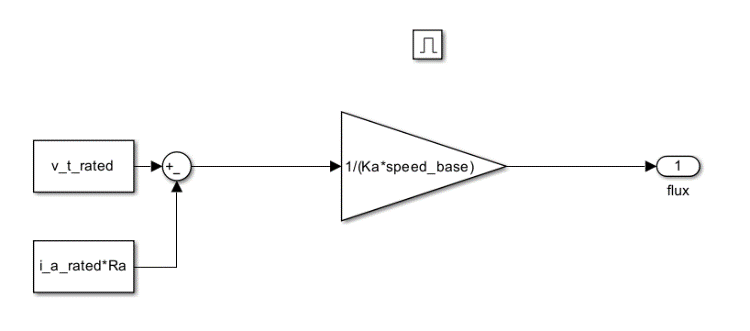 v_t_rated
+
_
1/(Ka*speed_base)
1
flux
i_a_rated*Ra